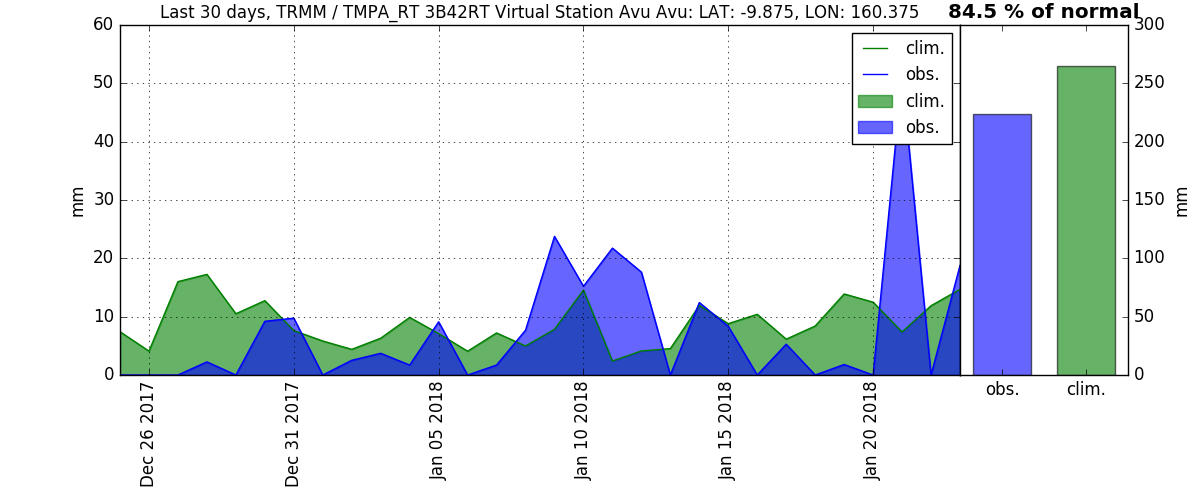 Last 30 days, TRMM / TMPA_RT 3B42RT Virtual Station Avu Avu: LAT: -9.875, LON: 160.375
84.5 % of normal
60
50
40
30
20
10
0
mm
clim.
obs.
clim.
obs.
300
250
200
150
100
50
0
mm
Dec 26 2017
Dec 31 2017
Jan 05 2018
Jan 10 2018
Jan 15 2018
Jan 20 2018
obs.
clim.